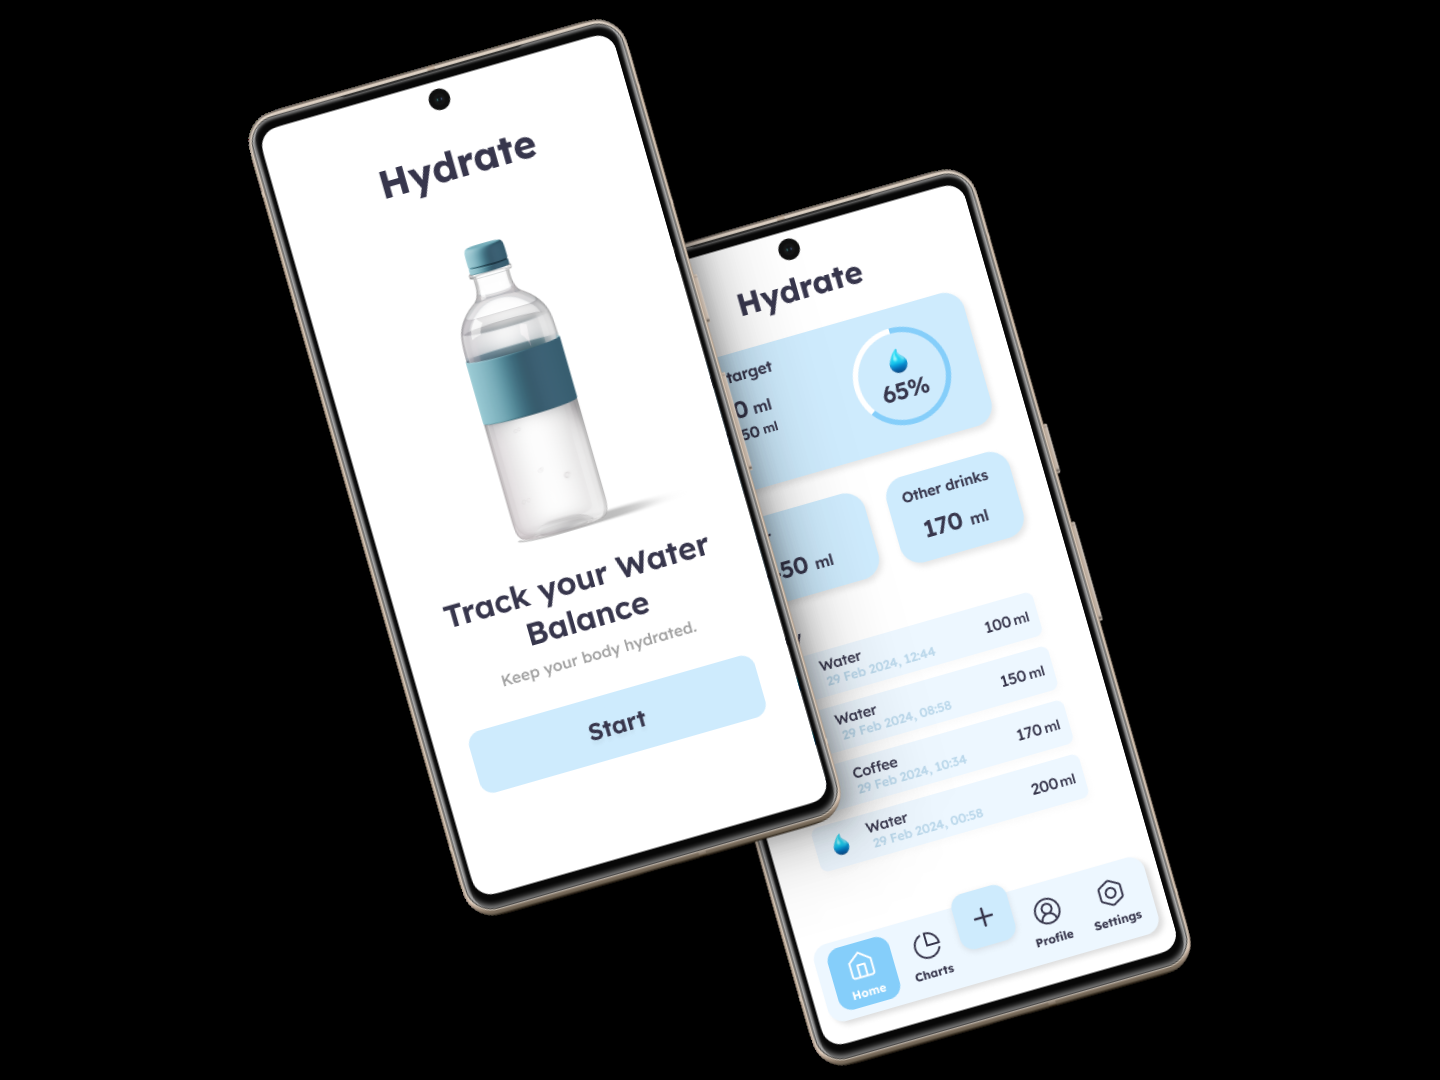 Hydrate
Track your Water
Balance
Keep your body hydrated.
Start
Hydrate
target
0 ml
50 ml
65%
50 ml
Other drinks
170 ml
Water
29 Feb 2024, 12:44
100 ml
Water
29 Feb 2024, 08:58
150 ml
Coffee
29 Feb 2024, 10:34
170 ml
Water
29 Feb 2024, 00:58
200 ml
Home
Charts
+
Profile
Settings